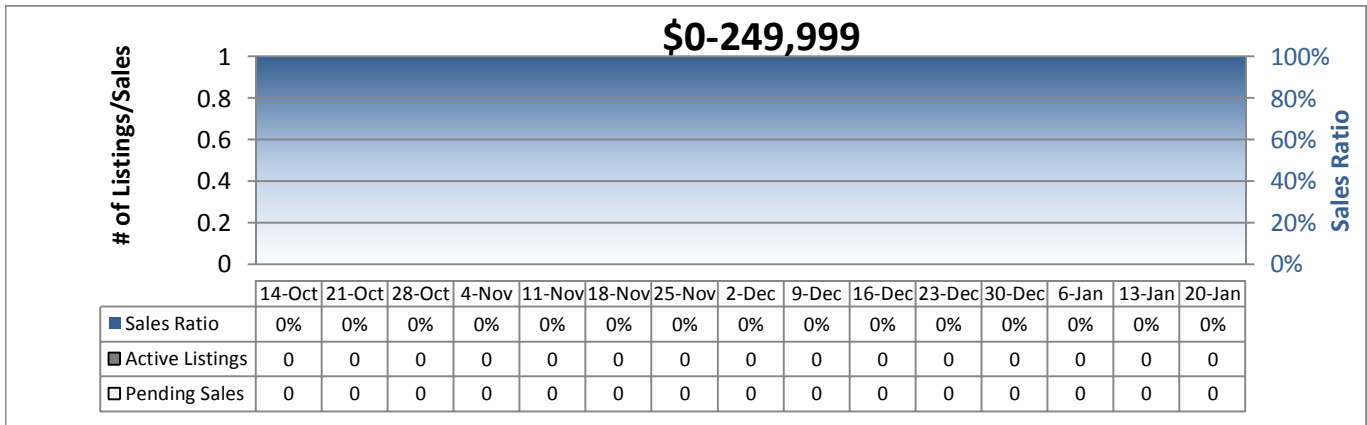 $0-249,999
# of Listings/Sales
1
0.8
0.6
0.4
0.2
0
100%
80%
60%
40%
20%
0%
Sales Ratio
14-Oct 21-Oct 28-Oct 4-Nov 11-Nov 18-Nov 25-Nov 2-Dec 9-Dec 16-Dec 23-Dec 30-Dec 6-Jan 13-Jan 20-Jan
Sales Ratio 0% 0% 0% 0% 0% 0% 0% 0% 0% 0% 0% 0% 0% 0% 0%
Active Listings 0 0 0 0 0 0 0 0 0 0 0 0 0 0 0
Pending Sales 0 0 0 0 0 0 0 0 0 0 0 0 0 0 0